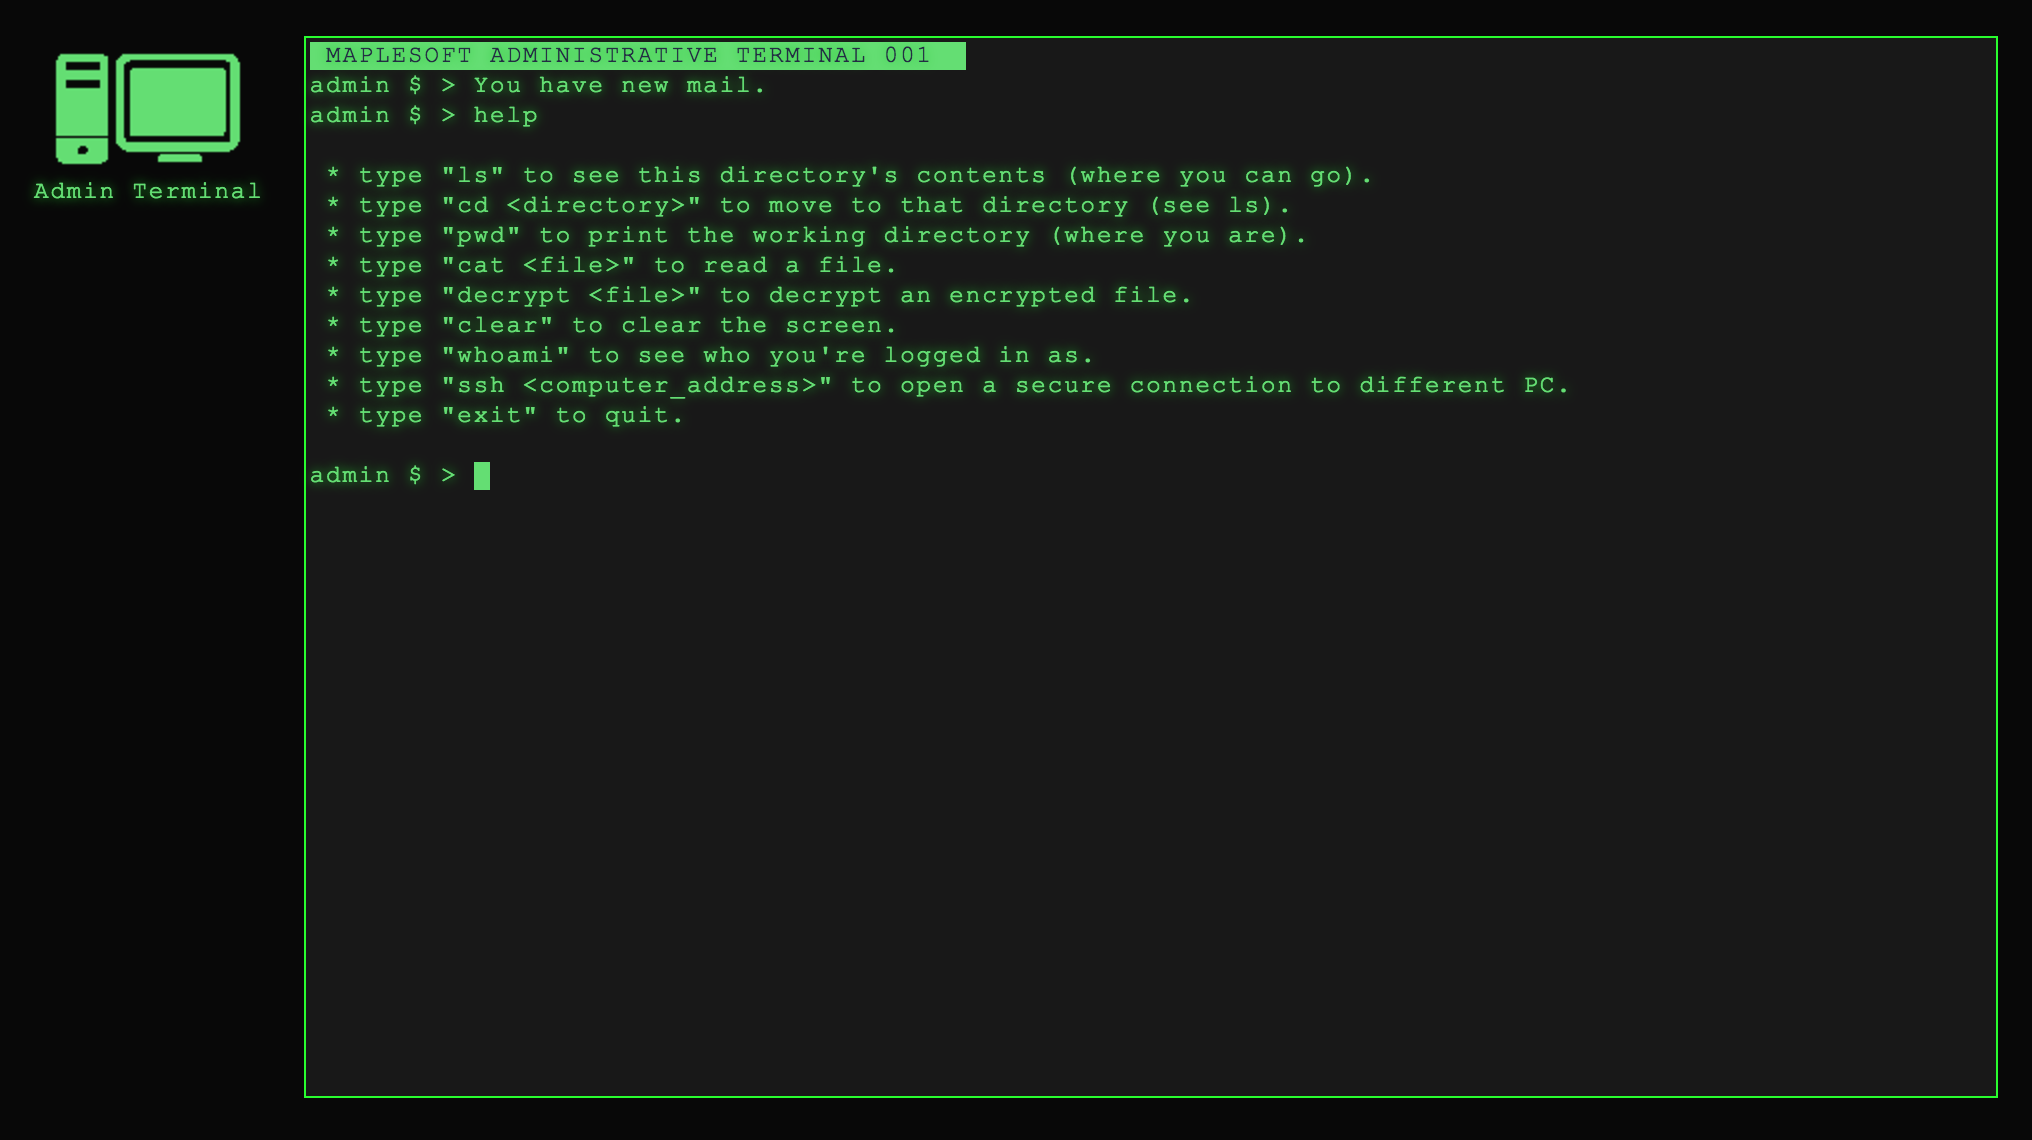 Admin Terminal
MAPLESOFT ADMINISTRATIVE TERMINAL 001
admin $ > You have new mail.
admin $ > help
* type "ls" to see this directory's contents (where you can go).
* type "cd <directory>" to move to that directory (see ls).
* type "pwd" to print the working directory (where you are).
* type "cat <file>" to read a file.
* type "decrypt <file>" to decrypt an encrypted file.
* type "clear" to clear the screen.
* type "whoami" to see who you're logged in as.
* type "ssh <computer_address>" to open a secure connection to different PC.
* type "exit" to quit.
admin $ >